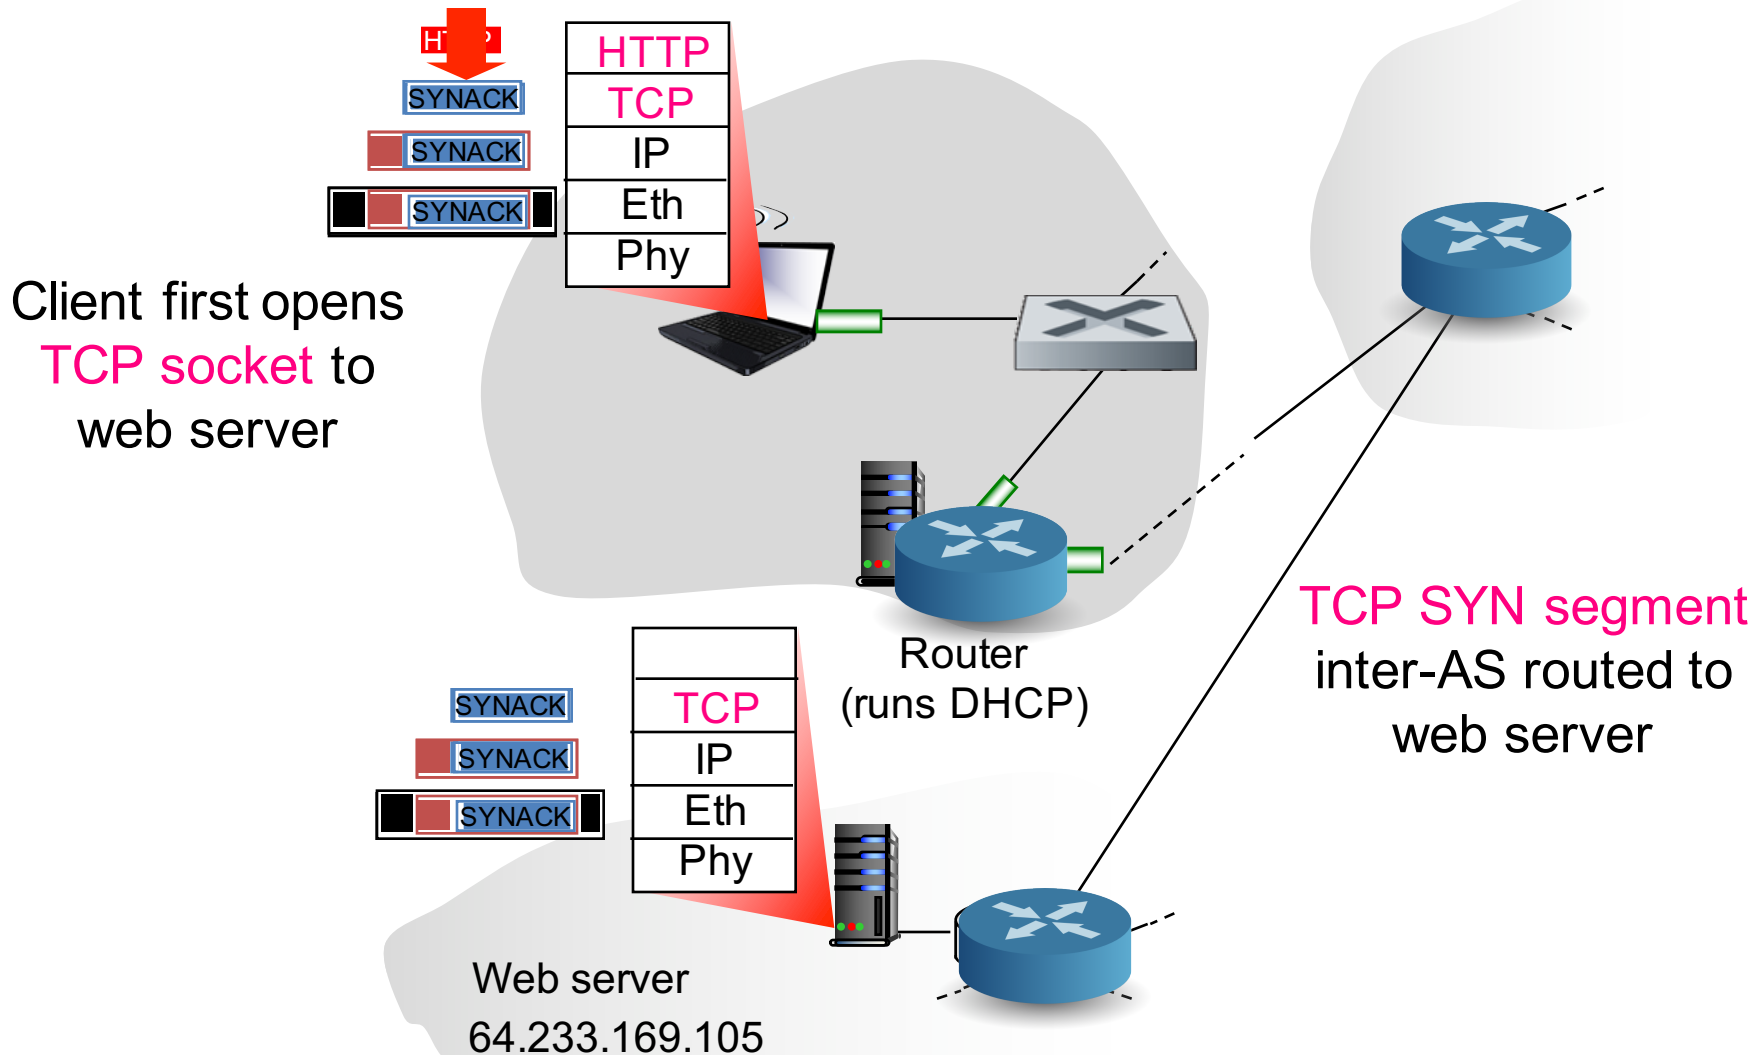 HTTP
TCP
IP
Eth
Phy
SYNACK
SYNACK
SYNACK
Client first opens
TCP socket to
web server
Router
(runs DHCP)
TCP SYN segment
inter-AS routed to
web server
TCP
IP
Eth
Phy
SYNACK
SYNACK
SYNACK
Web server
64.233.169.105